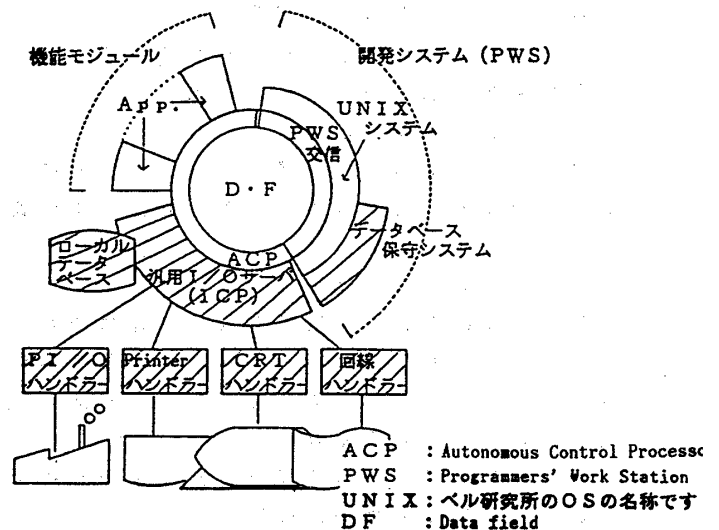 機能モジュール
開発システム (PWS)
App.
UNIX
システム
PWS
交信
D・F
データベース
保守システム
ACP
汎用I/Oサーバ
(ICP)
ローカル
データ
ベース
PI/O
ハンドラー
Printer
ハンドラー
CRT
ハンドラー
回線
ハンドラー
ACP : Autonomous Control Processo
PWS : Programmers' Work Station
UNIX : ベル研究所のOSの名称です
DF : Data field